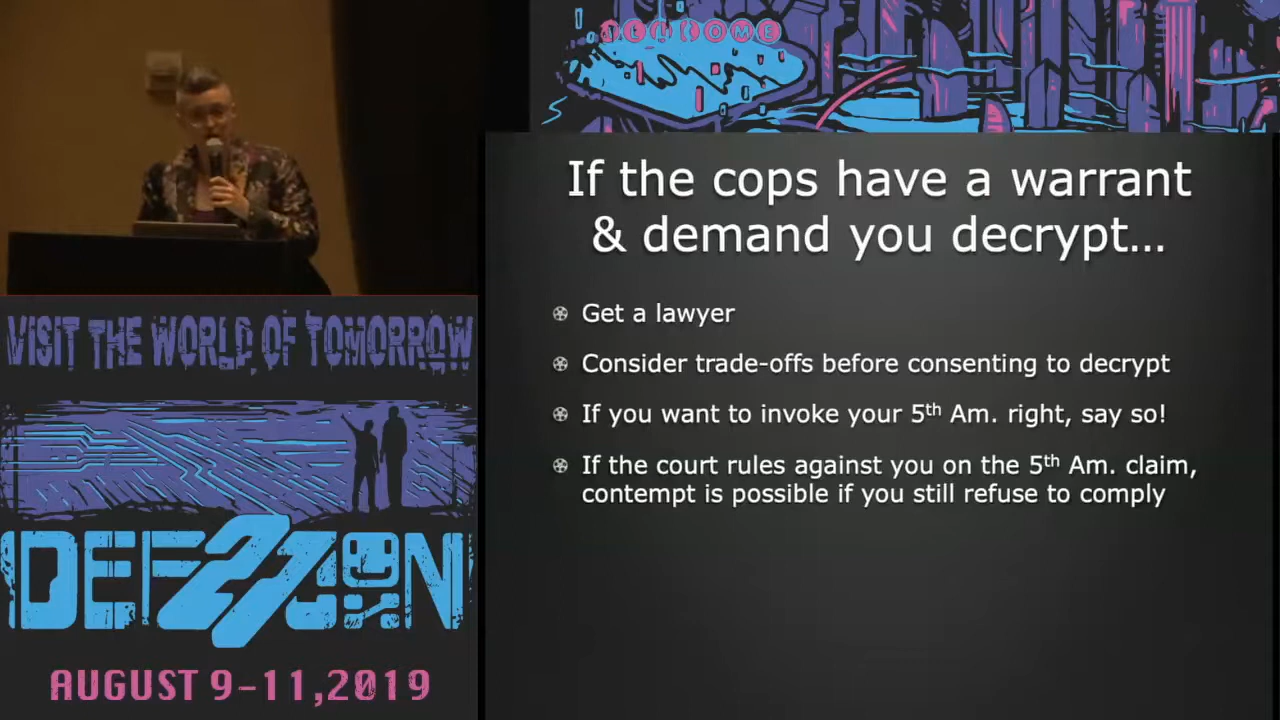 WELCOME
If the cops have a warrant
& demand you decrypt…
Get a lawyer
Consider trade-offs before consenting to decrypt
If you want to invoke your 5th Am. right, say so!
If the court rules against you on the 5th Am. claim,
contempt is possible if you still refuse to comply
VISIT THE WORLD OF TOMORROW
DEF 27 CON
AUGUST 9-11,2019